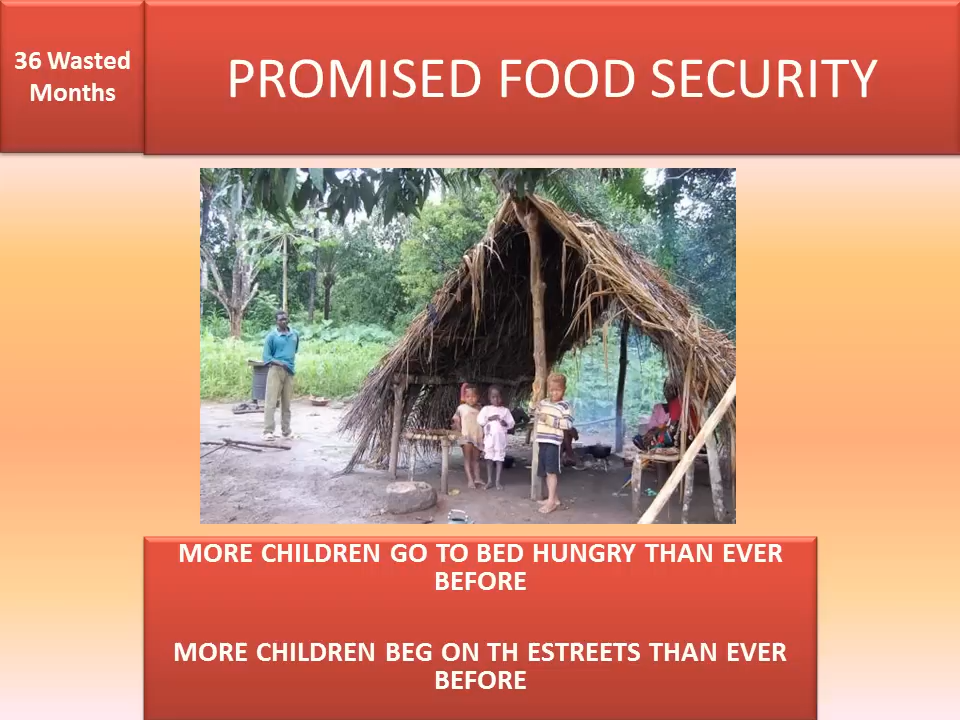 36 Wasted
Months
PROMISED FOOD SECURITY
MORE CHILDREN GO TO BED HUNGRY THAN EVER
BEFORE
MORE CHILDREN BEG ON TH ESTREETS THAN EVER
BEFORE